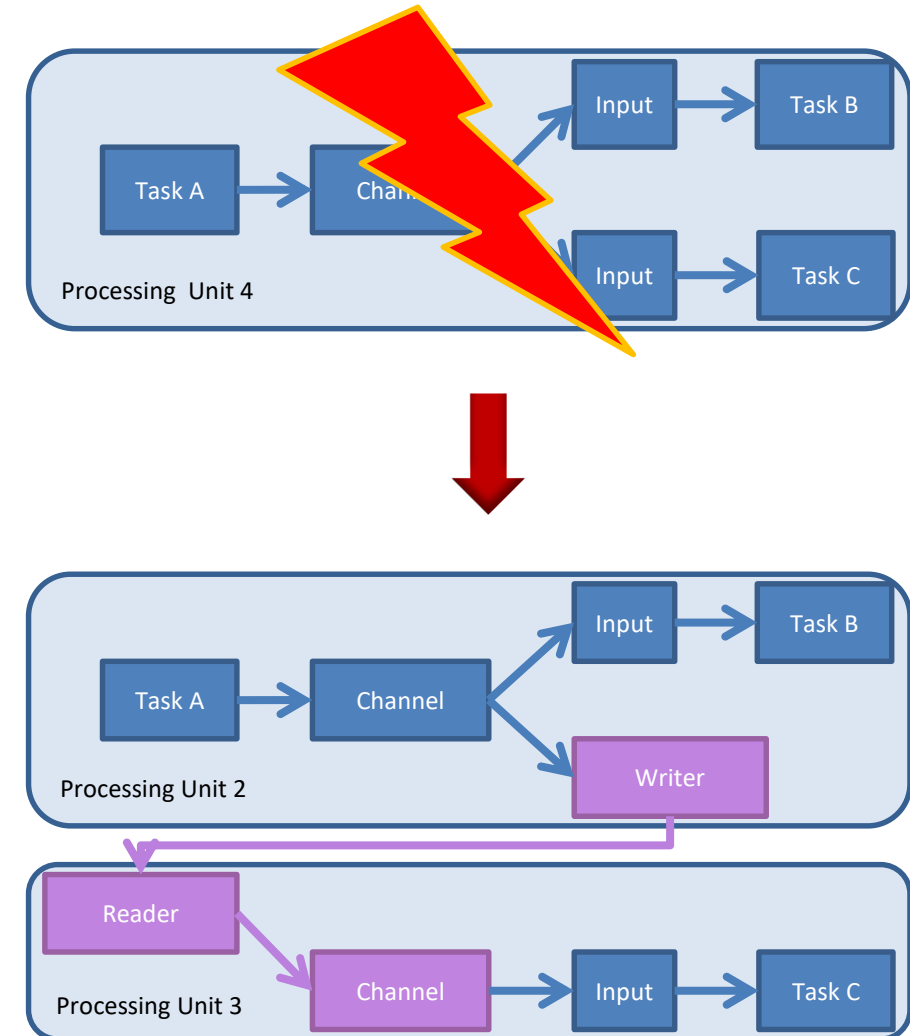 Input
Task B
Task A
Input
Task C
Processing Unit 4
Input
Task B
Task A
Channel
Writer
Processing Unit 2
Reader
Channel
Input
Task C
Processing Unit 3